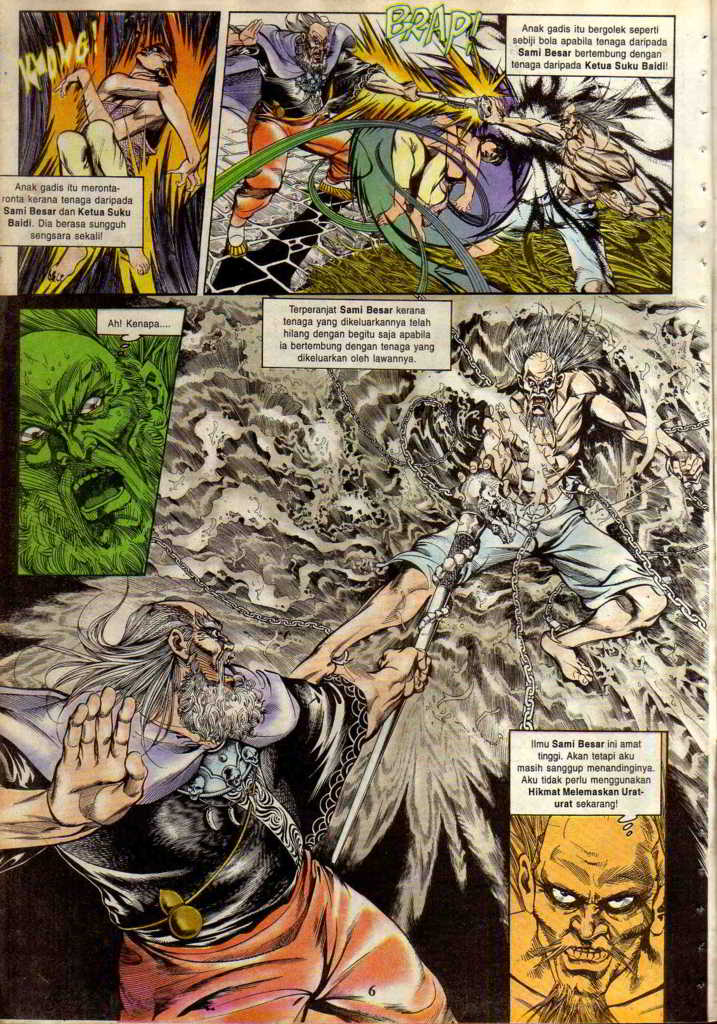 KLONG!
Anak gadis itu meronta-
ronta kerana tenaga daripada
Sami Besar dan Ketua Suku
Baidi. Dia berasa sungguh
sengsara sekali!
BRAP!
Anak gadis itu bergolek seperti
sebiji bola apabila tenaga daripada
Sami Besar bertembung dengan
tenaga daripada Ketua Suku Baidi!
Ah! Kenapa....
Terperanjat Sami Besar kerana
tenaga yang dikeluarkannya telah
hilang dengan begitu saja apabila
ia bertembung dengan tenaga yang
dikeluarkan oleh lawannya.
Ilmu Sami Besar ini amat
tinggi. Akan tetapi aku
masih sanggup menandinginya.
Aku tidak perlu menggunakan
Hikmat Melemaskan Urat-
urat sekarang!
6